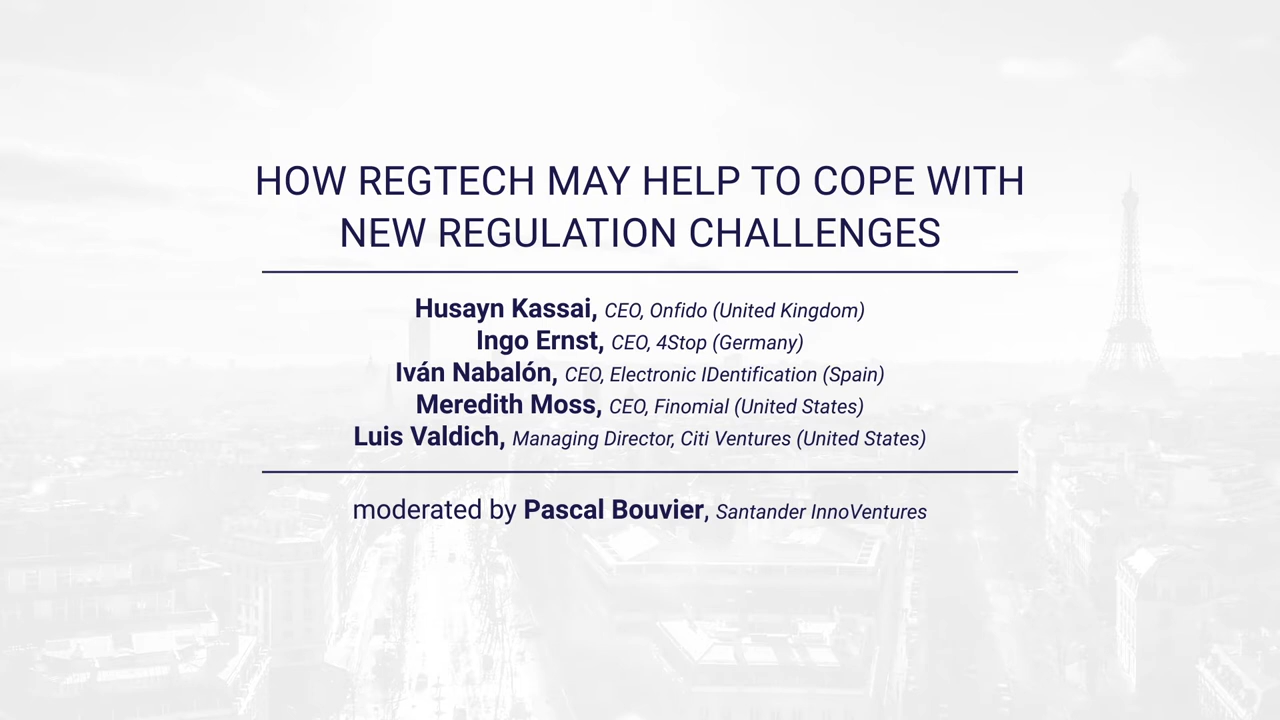 HOW REGTECH MAY HELP TO COPE WITH
NEW REGULATION CHALLENGES
Husayn Kassai, CEO, Onfido (United Kingdom)
Ingo Ernst, CEO, 4Stop (Germany)
Iván Nabalón, CEO, Electronic IDentification (Spain)
Meredith Moss, CEO, Finomial (United States)
Luis Valdich, Managing Director, Citi Ventures (United States)
moderated by Pascal Bouvier, Santander InnoVentures